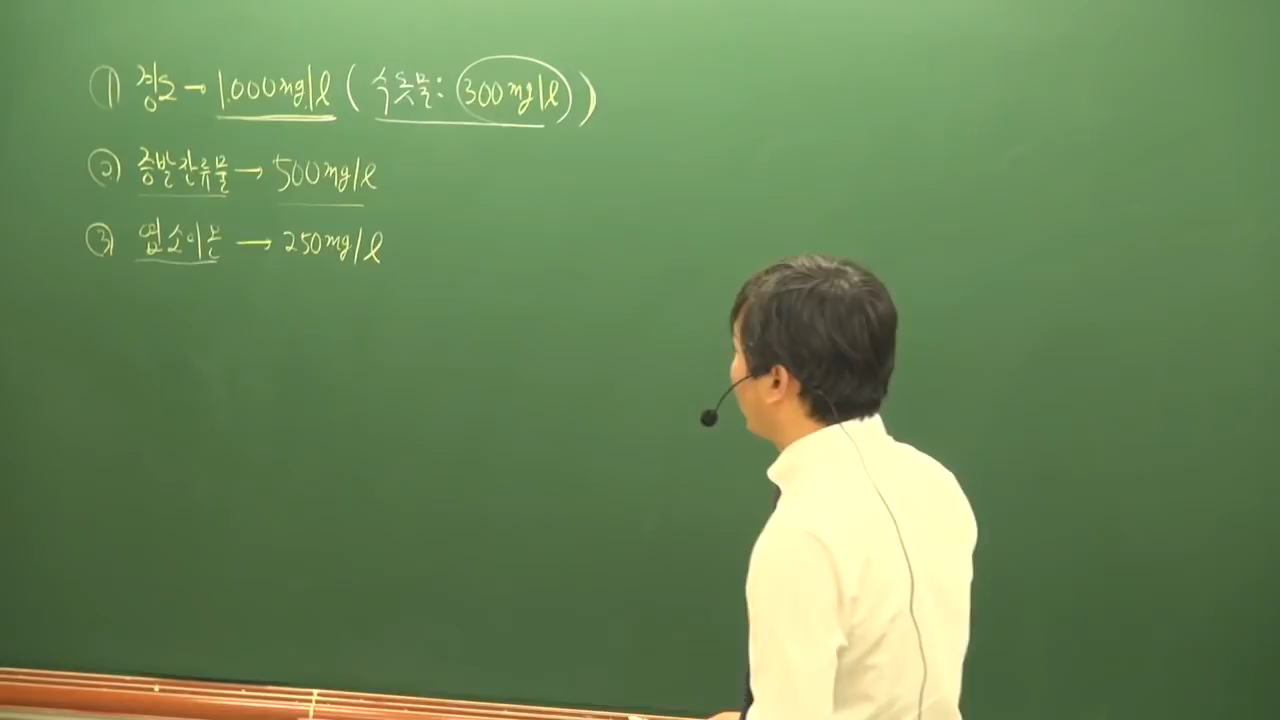 ① 경도 → 1,000mg/l ( 수돗물: 300mg/l )
② 증발잔류물 → 500mg/l
③ 염소이온 → 250mg/l